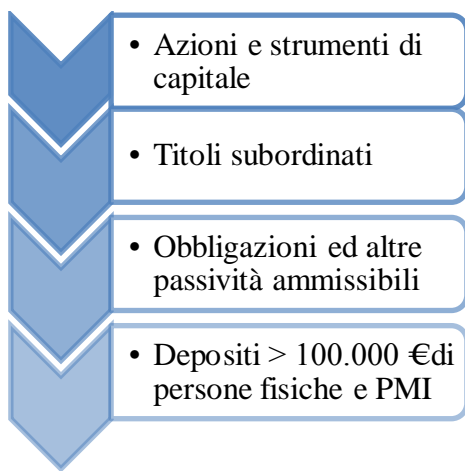 • Azioni e strumenti di
capitale
• Titoli subordinati
• Obbligazioni ed altre
passività ammissibili
• Depositi > 100.000 €di
persone fisiche e PMI